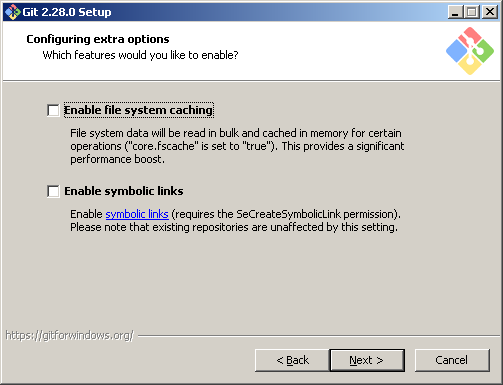 Git 2.28.0 Setup
Configuring extra options
Which features would you like to enable?
Enable file system caching
File system data will be read in bulk and cached in memory for certain
operations ("core.fscache" is set to "true"). This provides a significant
performance boost.
Enable symbolic links
Enable symbolic links (requires the SeCreateSymbolicLink permission).
Please note that existing repositories are unaffected by this setting.
https://gitforwindows.org/
< Back
Next >
Cancel